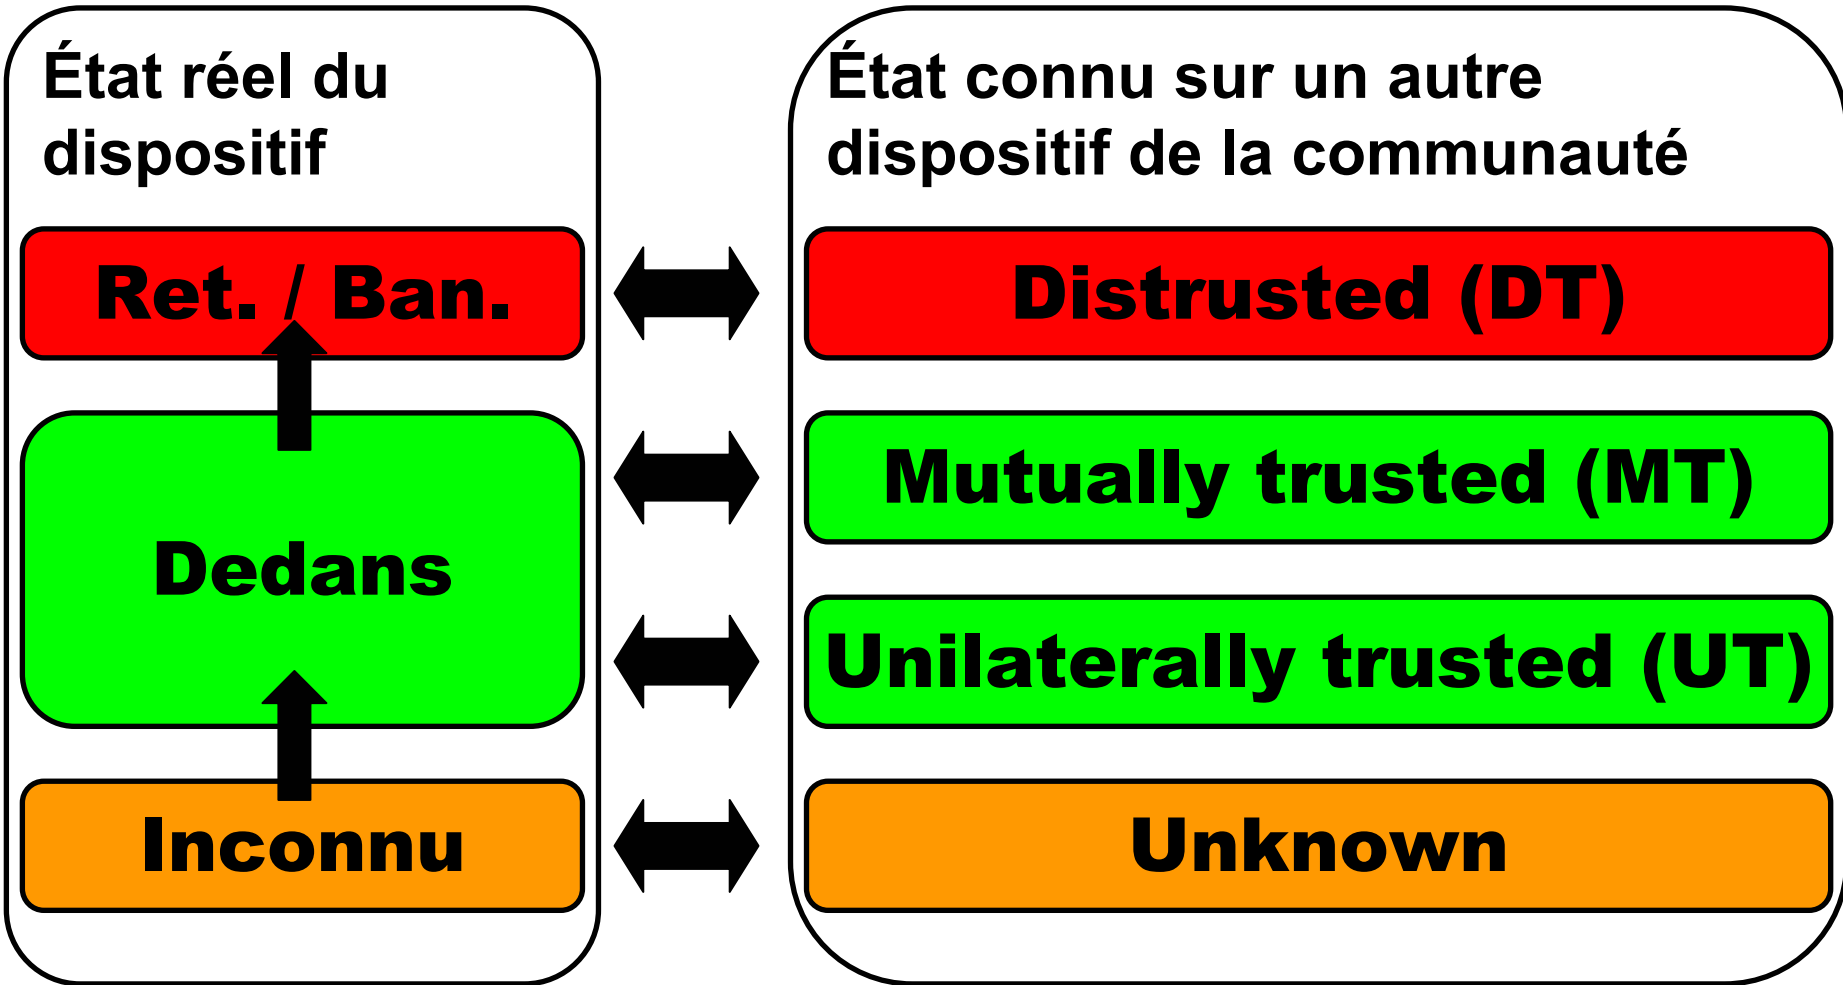 État réel du
dispositif
Ret. / Ban.
Dedans
Inconnu
État connu sur un autre
dispositif de la communauté
Distrusted (DT)
Mutually trusted (MT)
Unilaterally trusted (UT)
Unknown